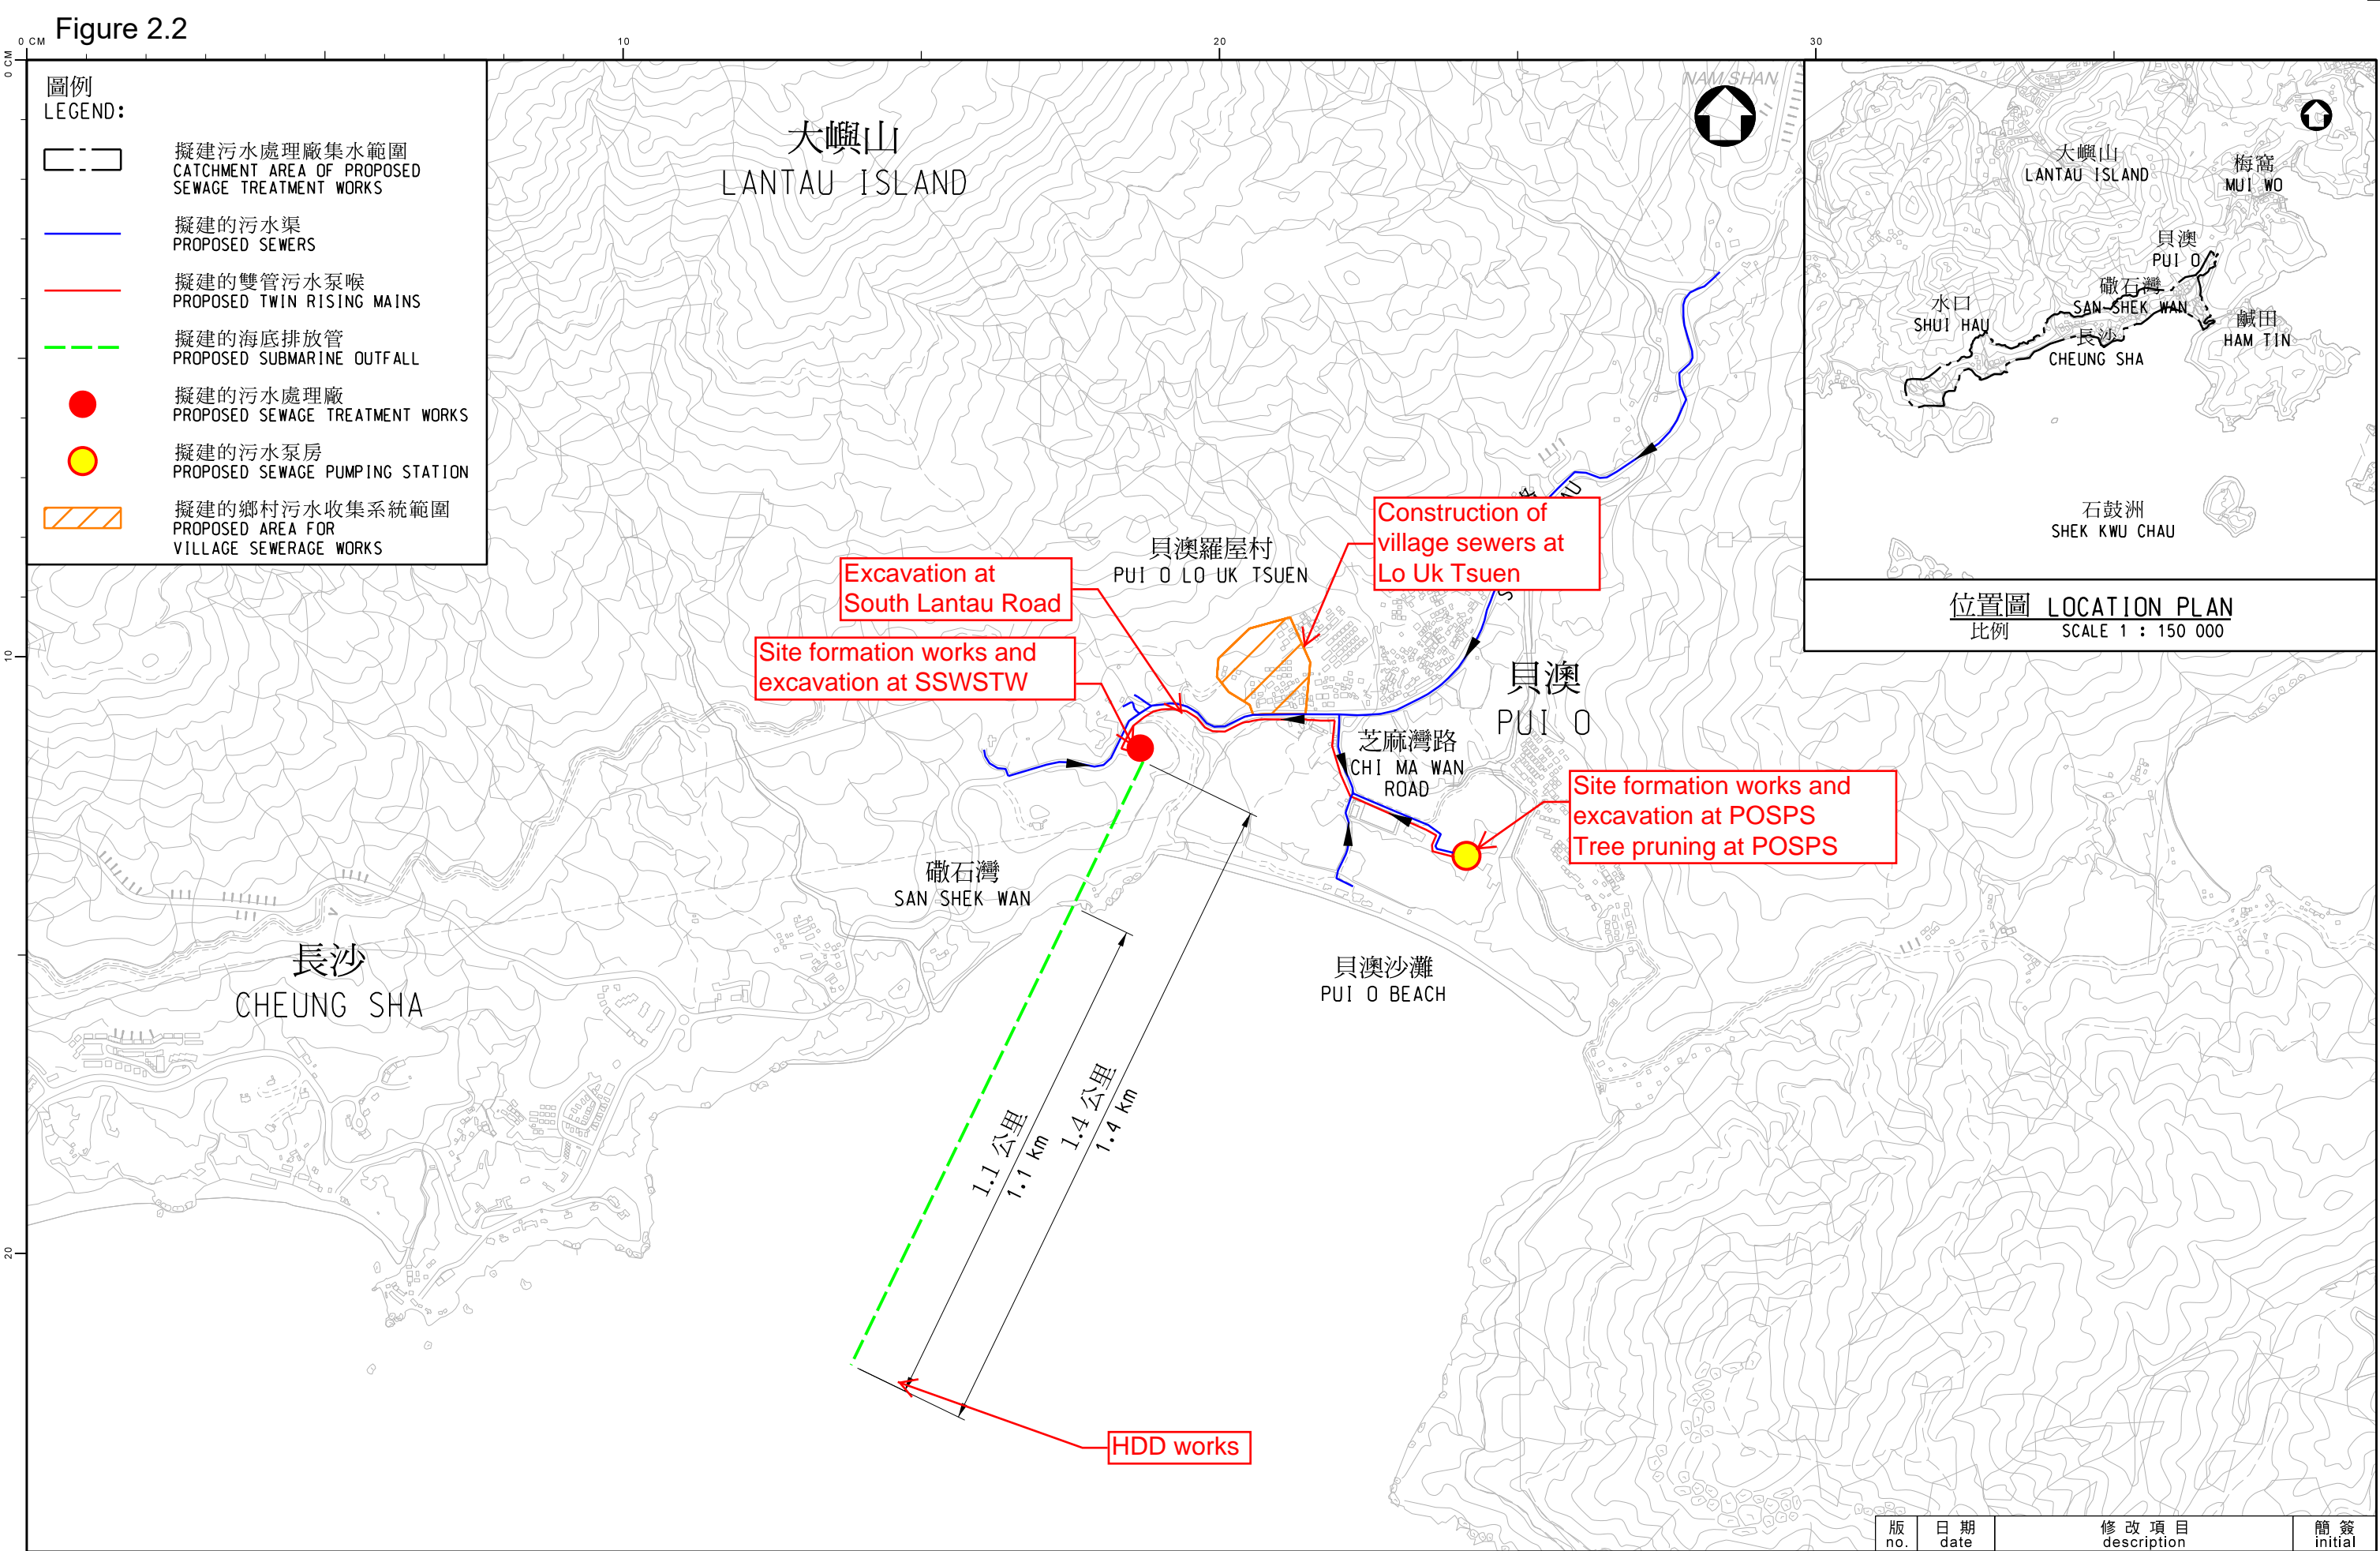 Figure 2.2
0 CM
10
20
30
0 CM
10
20
圖例
LEGEND:
擬建污水處理廠集水範圍
CATCHMENT AREA OF PROPOSED
SEWAGE TREATMENT WORKS
擬建的污水渠
PROPOSED SEWERS
擬建的雙管污水泵喉
PROPOSED TWIN RISING MAINS
擬建的海底排放管
PROPOSED SUBMARINE OUTFALL
擬建的污水處理廠
PROPOSED SEWAGE TREATMENT WORKS
擬建的污水泵房
PROPOSED SEWAGE PUMPING STATION
擬建的鄉村污水收集系統範圍
PROPOSED AREA FOR
VILLAGE SEWERAGE WORKS
大嶼山
LANTAU ISLAND
NAM SHAN
大嶼山
LANTAU ISLAND
梅窩
MUI WO
貝澳
PUI O
磡石灣
SAN SHEK WAN
水口
SHUI HAU
鹹田
HAM TIN
長沙
CHEUNG SHA
石鼓洲
SHEK KWU CHAU
位置圖 LOCATION PLAN
比例 SCALE 1 : 150 000
Construction of
village sewers at
Lo Uk Tsuen
貝澳羅屋村
PUI O LO UK TSUEN
Excavation at
South Lantau Road
Site formation works and
excavation at SSWSTW
貝澳
PUI O
芝麻灣路
CHI MA WAN
ROAD
Site formation works and
excavation at POSPS
Tree pruning at POSPS
磡石灣
SAN SHEK WAN
長沙
CHEUNG SHA
貝澳沙灘
PUI O BEACH
1.1 公里
1.1 km
1.4 公里
1.4 km
HDD works
版 日期 修改項目 簡簽
no. date description initial